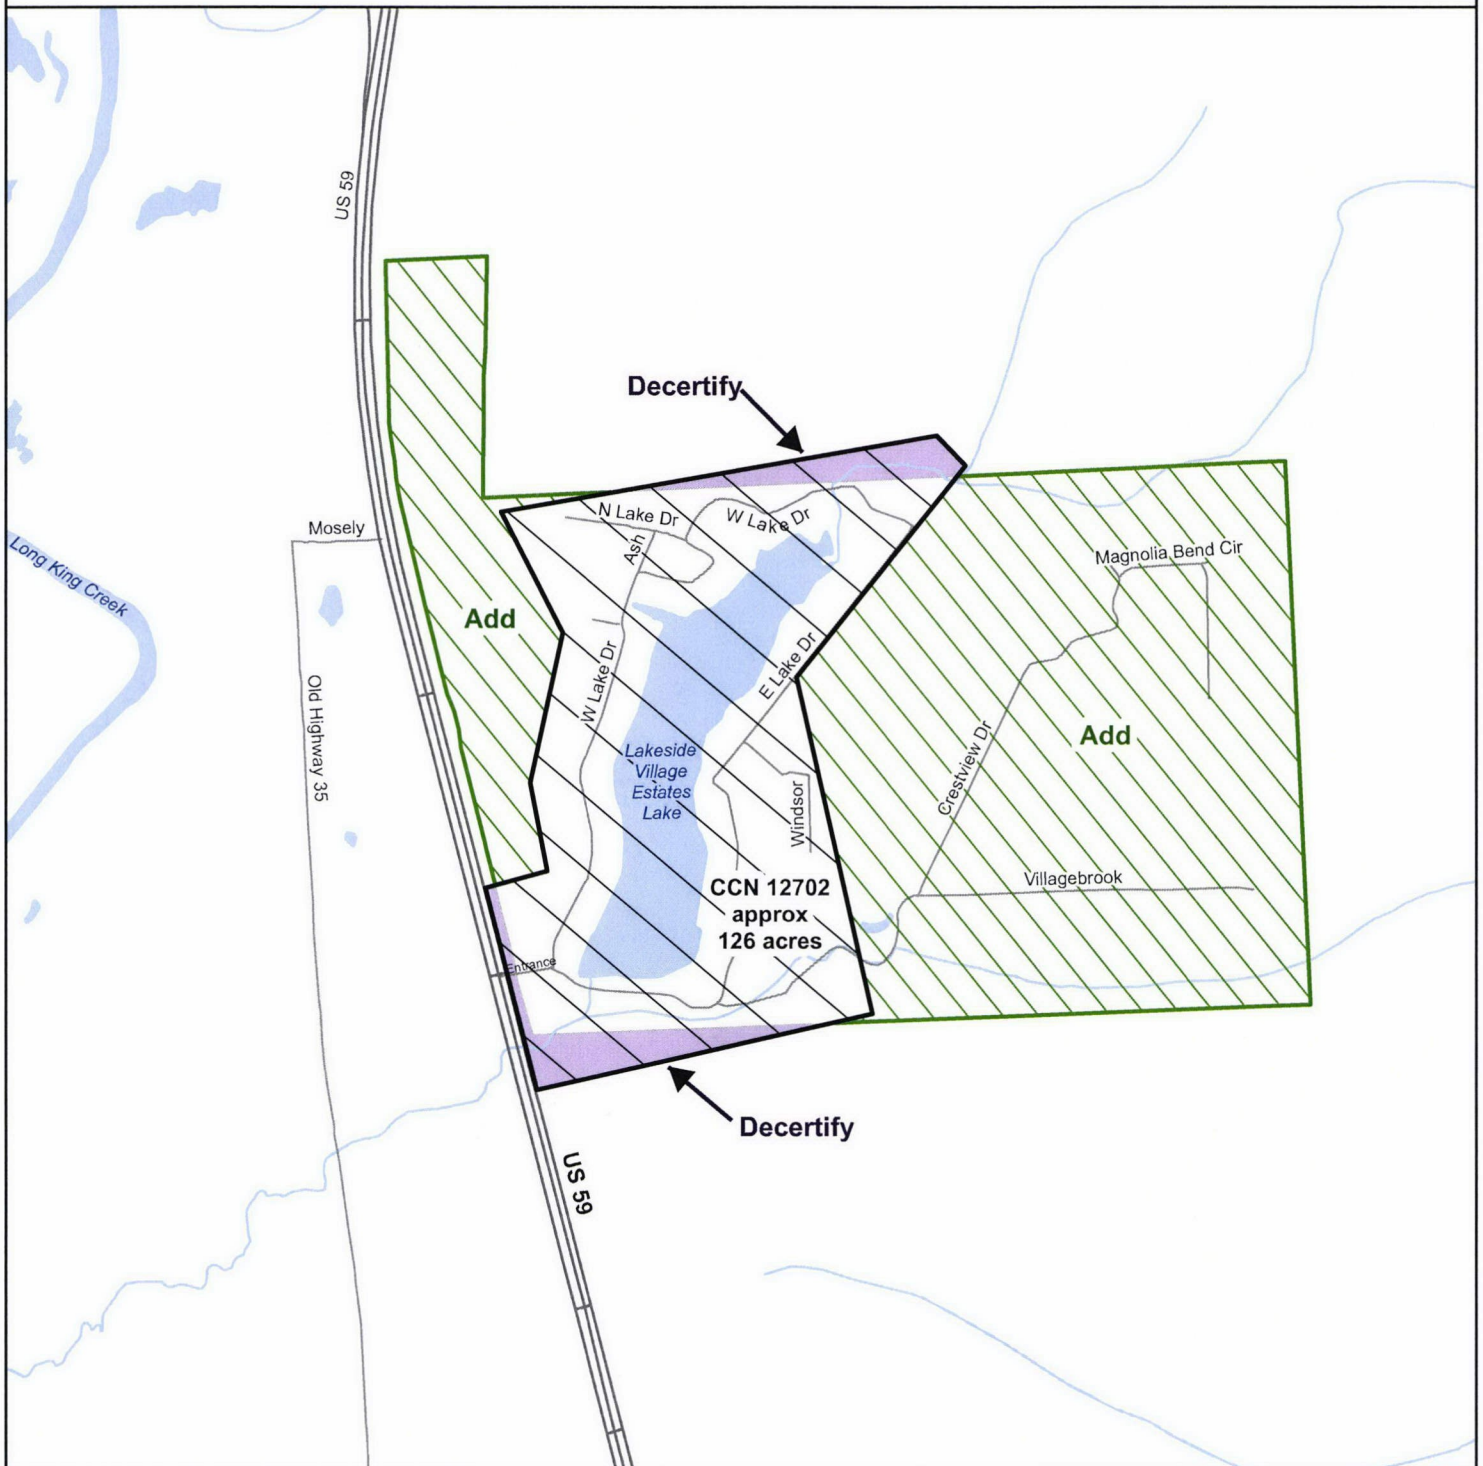 US 59
Decertify
N Lake Dr
W Lake Dr
Mosely
Ash
Magnolia Bend Cir
Long King Creek
Add
E Lake Dr
W Lake Dr
Old Highway 35
Add
Crestview Dr
Lakeside
Village
Estates
Lake
Windsor
Villagebrook
CCN 12702
approx
126 acres
Entrance
Decertify
US 59